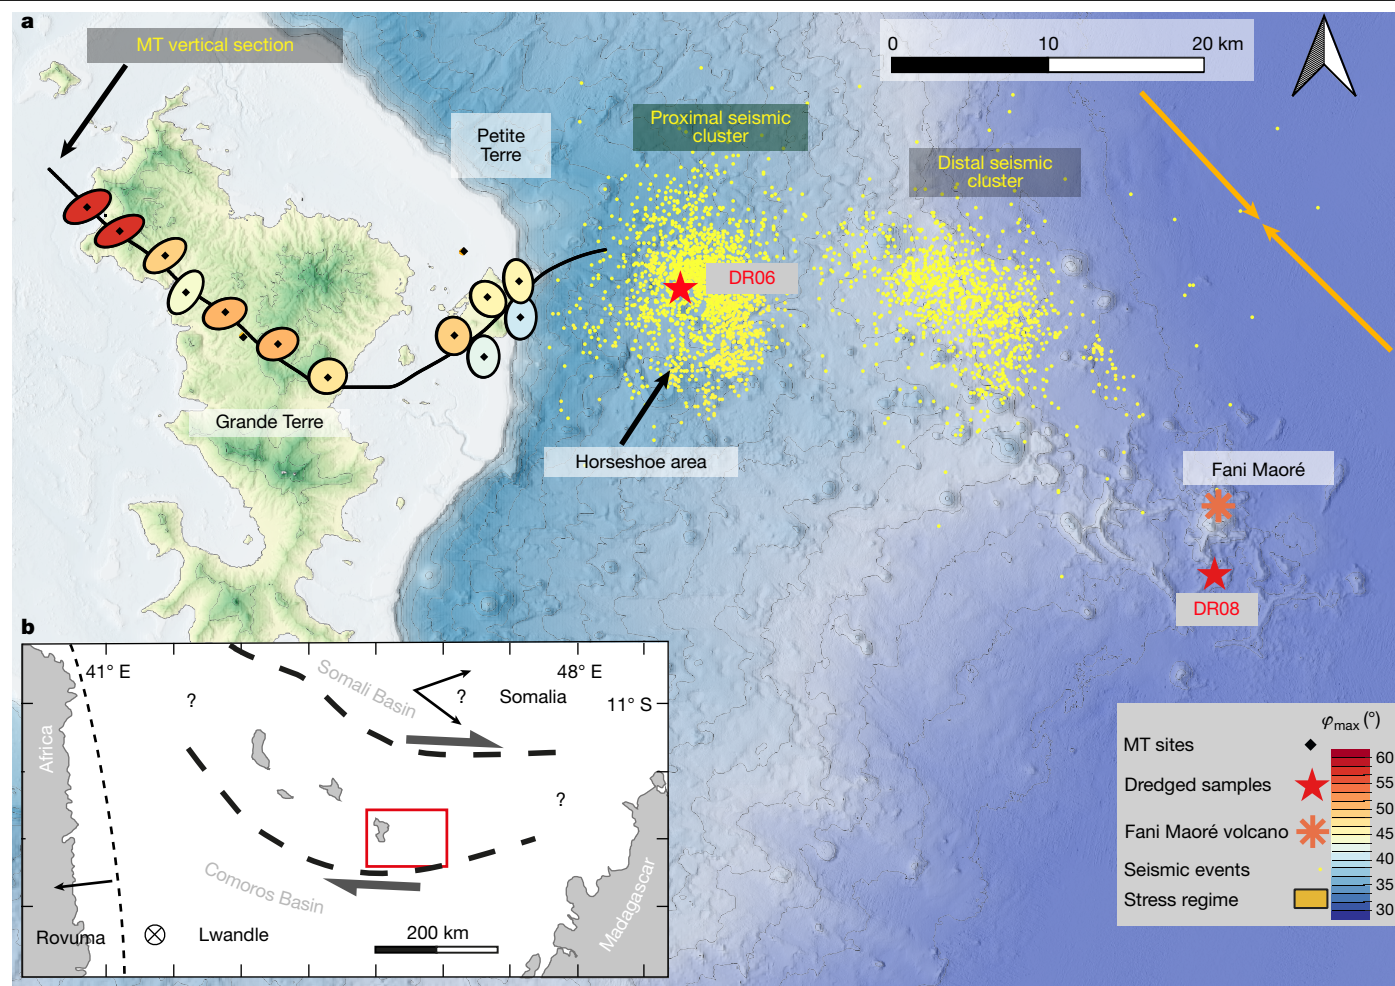 a
MT vertical section
0 10 20 km
Petite
Terre
Proximal seismic
cluster
Distal seismic
cluster
DR06
Grande Terre
Horseshoe area
Fani Maoré
DR08
b
41° E
48° E
11° S
Somali Basin
?
?
Somalia
Africa
?
Comoros Basin
Madagascar
Rovuma
Lwandle
200 km
φmax (°)
MT sites
Dredged samples
Fani Maoré volcano
Seismic events
Stress regime
60
55
50
45
40
35
30